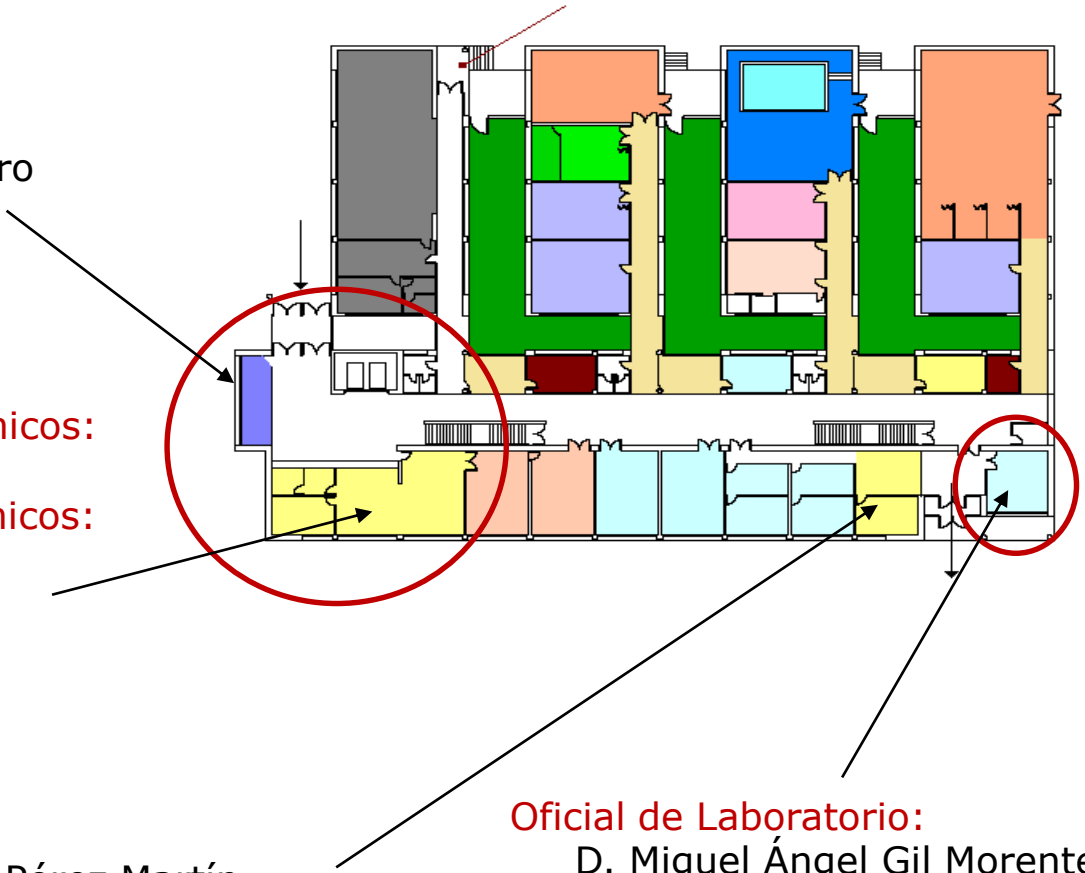 ro
nicos:
nicos:
Oficial de Laboratorio:
D. Miguel Ángel Gil Morente
Pérez Martín